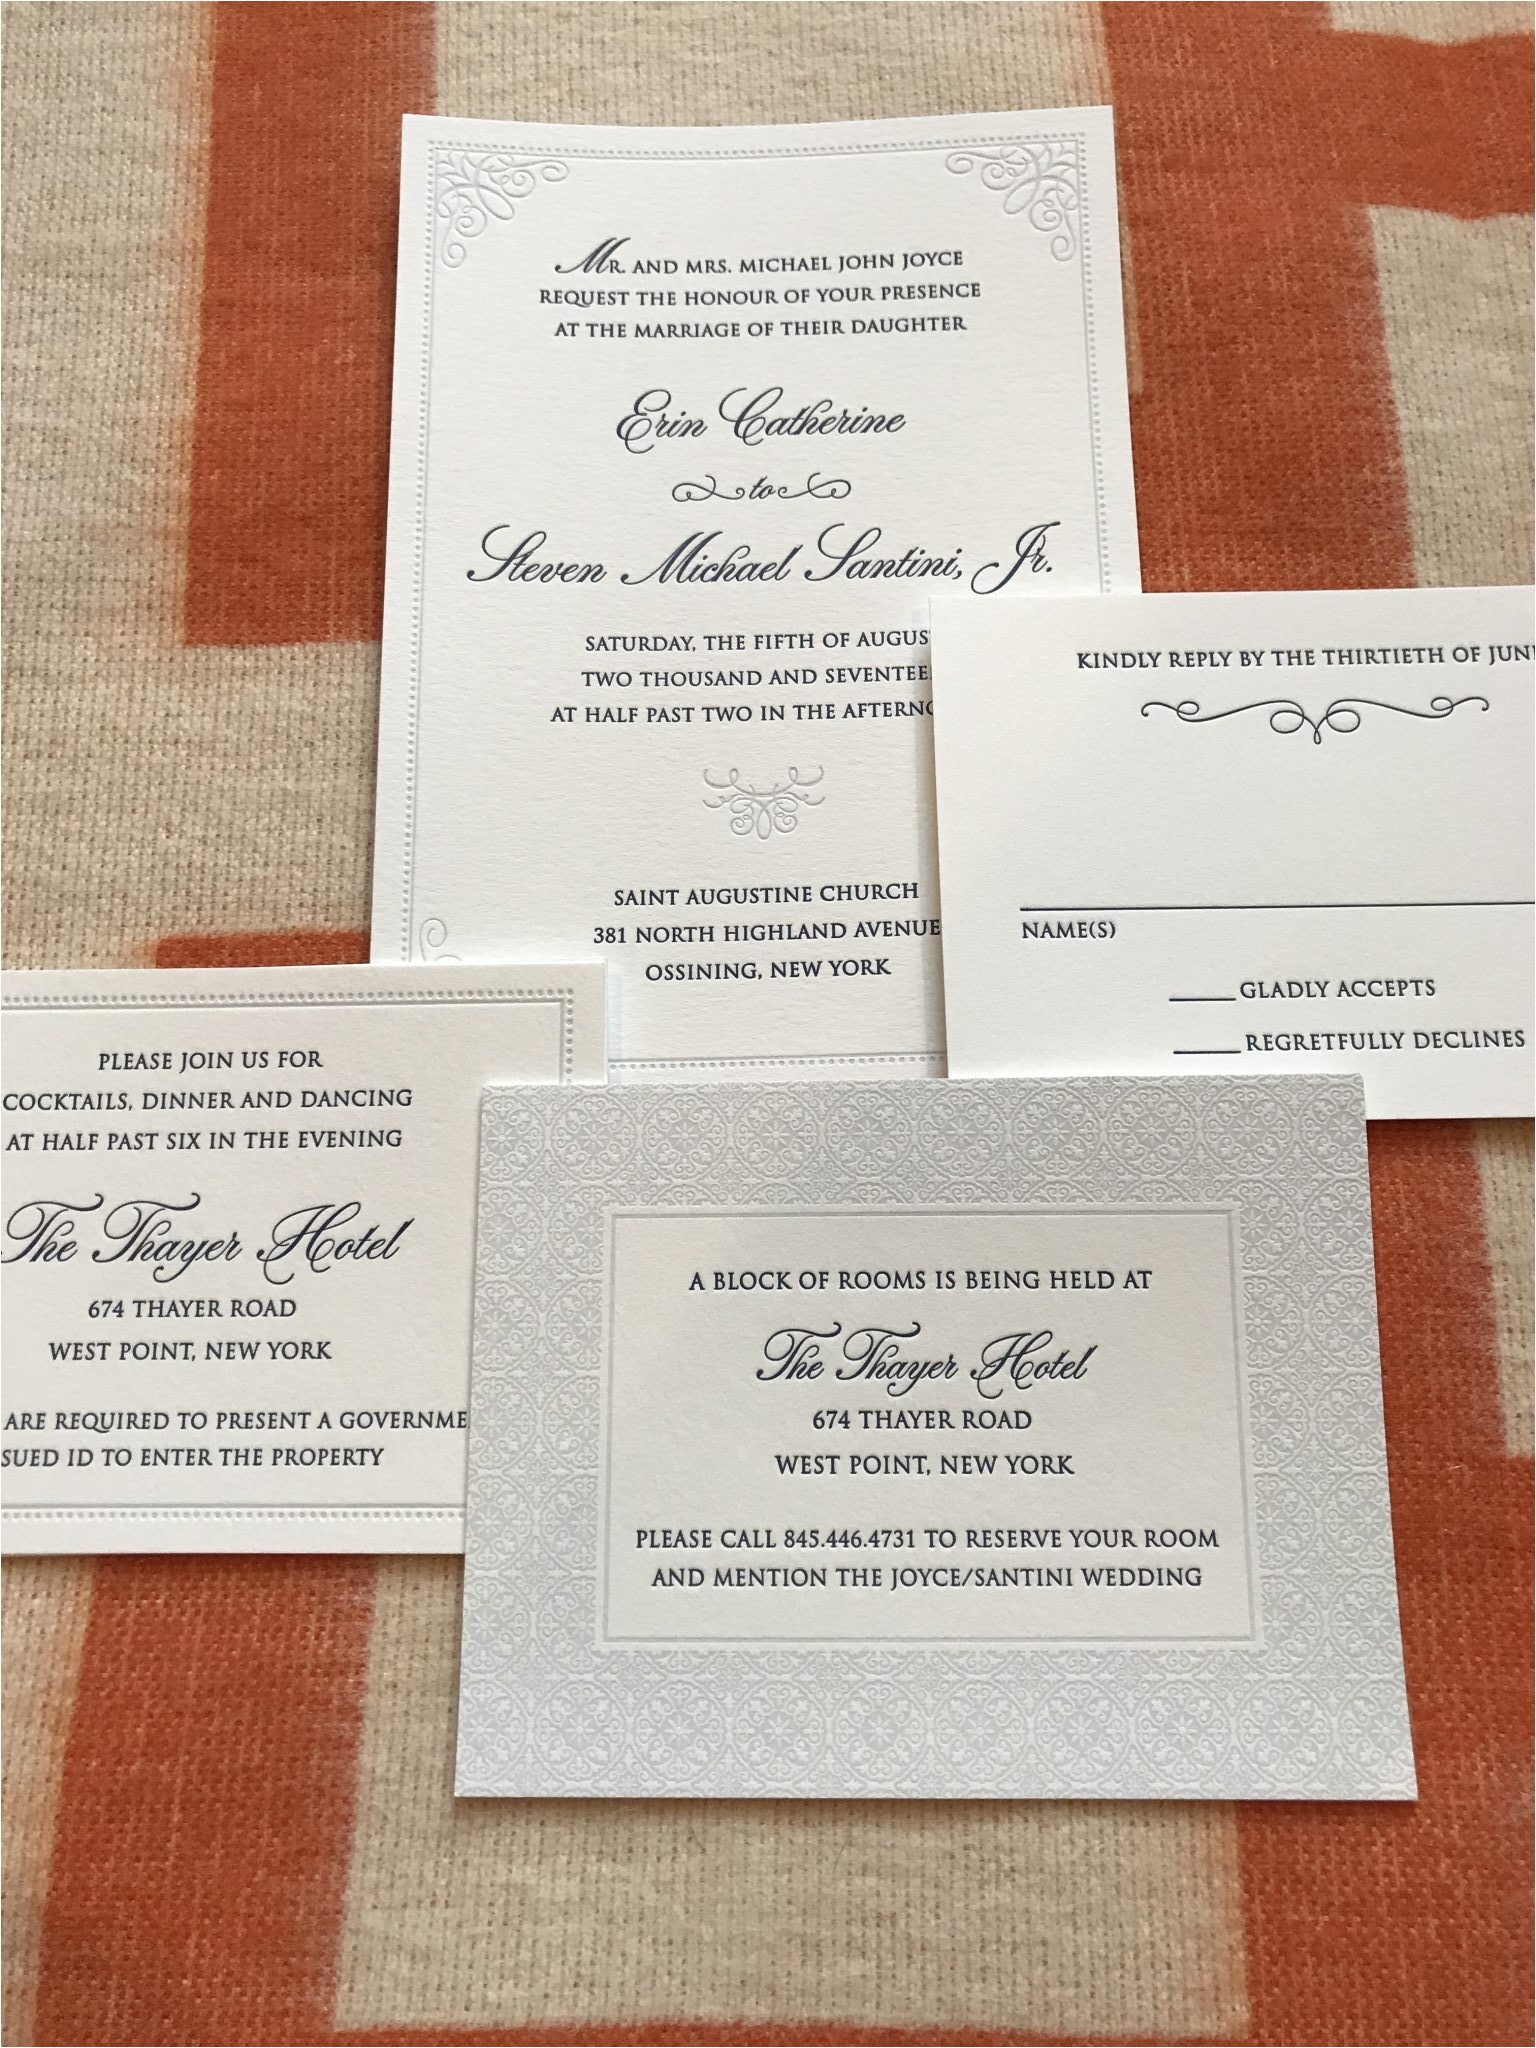 MR. AND MRS. MICHAEL JOHN JOYCE
REQUEST THE HONOUR OF YOUR PRESENCE
AT THE MARRIAGE OF THEIR DAUGHTER
Erin Catherine
to
Steven Michael Santini, Jr.
SATURDAY, THE FIFTH OF AUGUS
TWO THOUSAND AND SEVENTEE
AT HALF PAST TWO IN THE AFTERNO
SAINT AUGUSTINE CHURCH
381 NORTH HIGHLAND AVENUE
OSSINING, NEW YORK
KINDLY REPLY BY THE THIRTIETH OF JUNE
NAME(S)
GLADLY ACCEPTS
REGRETFULLY DECLINES
PLEASE JOIN US FOR
COCKTAILS, DINNER AND DANCING
AT HALF PAST SIX IN THE EVENING
The Thayer Hotel
674 THAYER ROAD
WEST POINT, NEW YORK
ARE REQUIRED TO PRESENT A GOVERNME
SUED ID TO ENTER THE PROPERTY
A BLOCK OF ROOMS IS BEING HELD AT
The Thayer Hotel
674 THAYER ROAD
WEST POINT, NEW YORK
PLEASE CALL 845.446.4731 TO RESERVE YOUR ROOM
AND MENTION THE JOYCE/SANTINI WEDDING